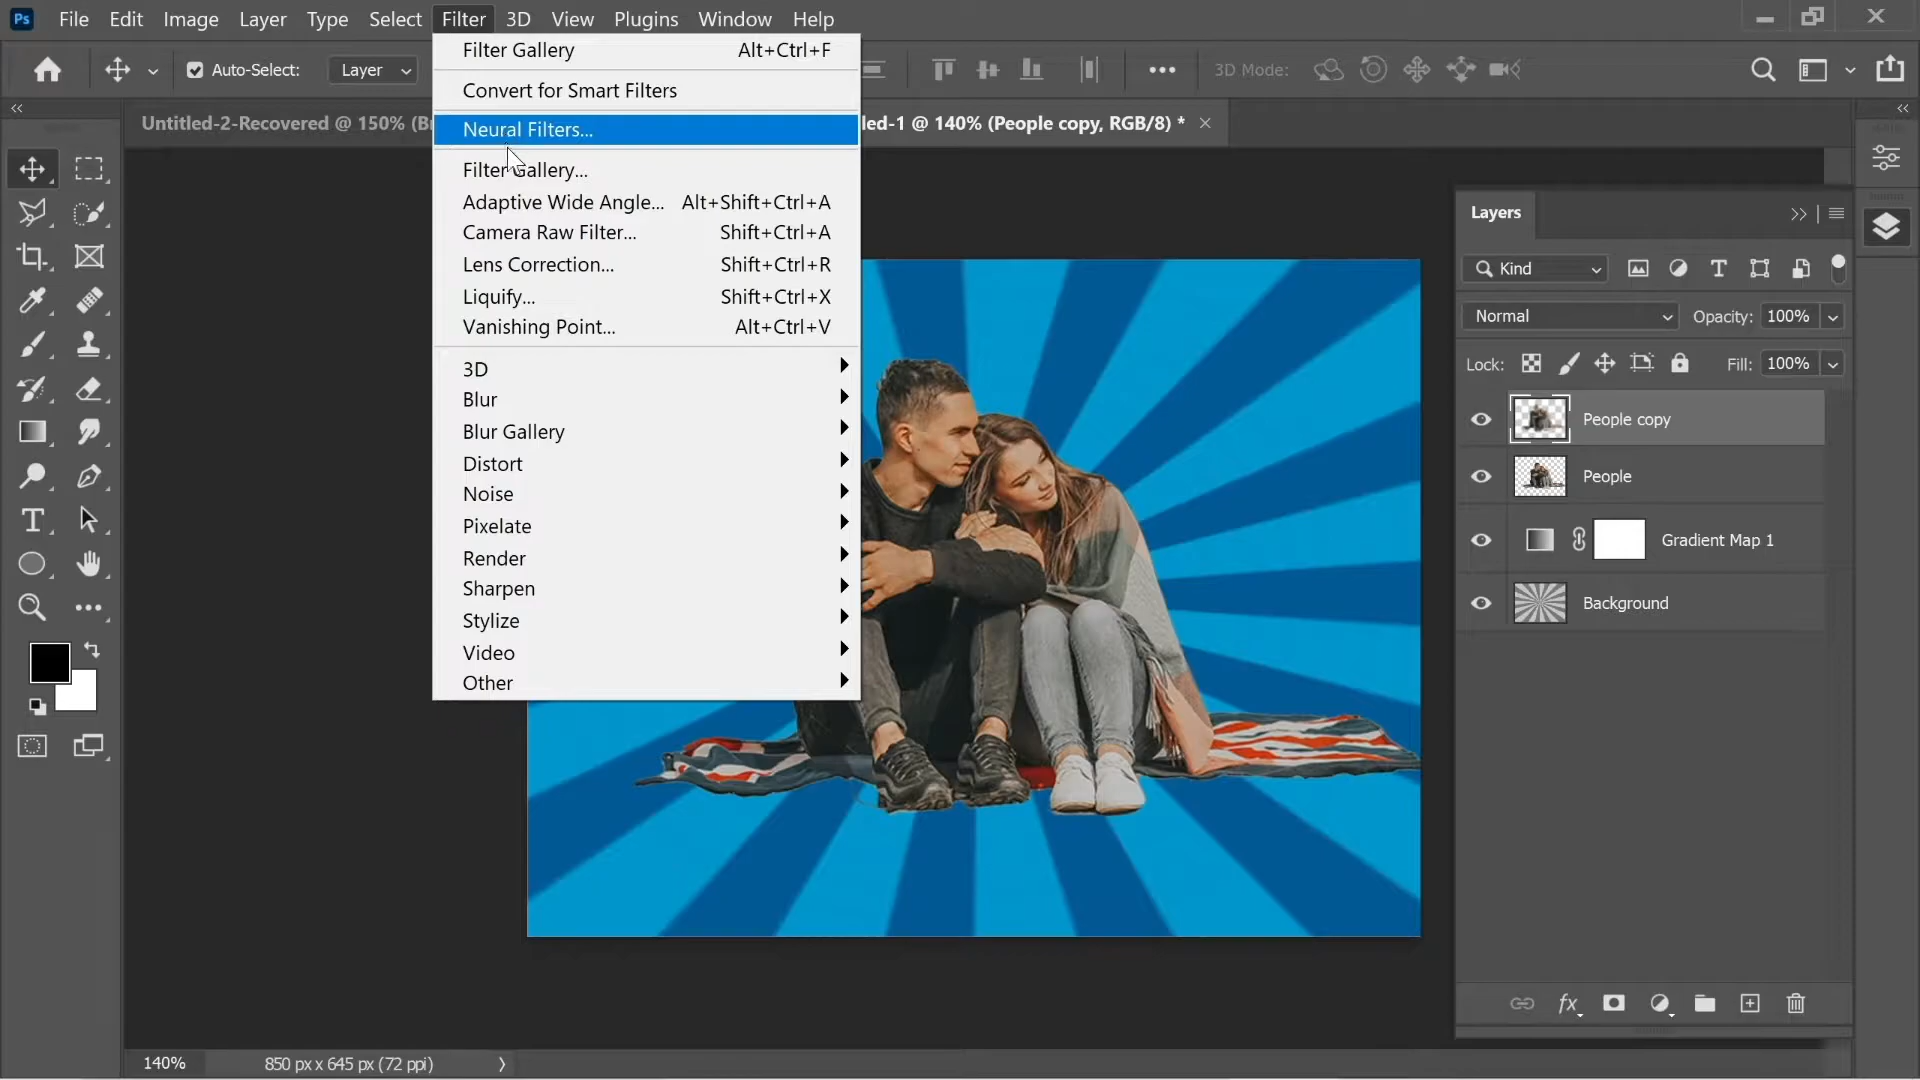 Ps File Edit Image Layer Type Select Filter 3D View Plugins Window Help
Auto-Select: Layer
3D Mode:
Untitled-2-Recovered @ 150% (B
led-1 @ 140% (People copy, RGB/8) *
Filter Gallery Alt+Ctrl+F
Convert for Smart Filters
Neural Filters...
Filter Gallery...
Adaptive Wide Angle... Alt+Shift+Ctrl+A
Camera Raw Filter... Shift+Ctrl+A
Lens Correction... Shift+Ctrl+R
Liquify... Shift+Ctrl+X
Vanishing Point... Alt+Ctrl+V
3D
Blur
Blur Gallery
Distort
Noise
Pixelate
Render
Sharpen
Stylize
Video
Other
Layers
Kind
Normal Opacity: 100%
Lock: Fill: 100%
People copy
People
Gradient Map 1
Background
fx
140% 850 px x 645 px (72 ppi)